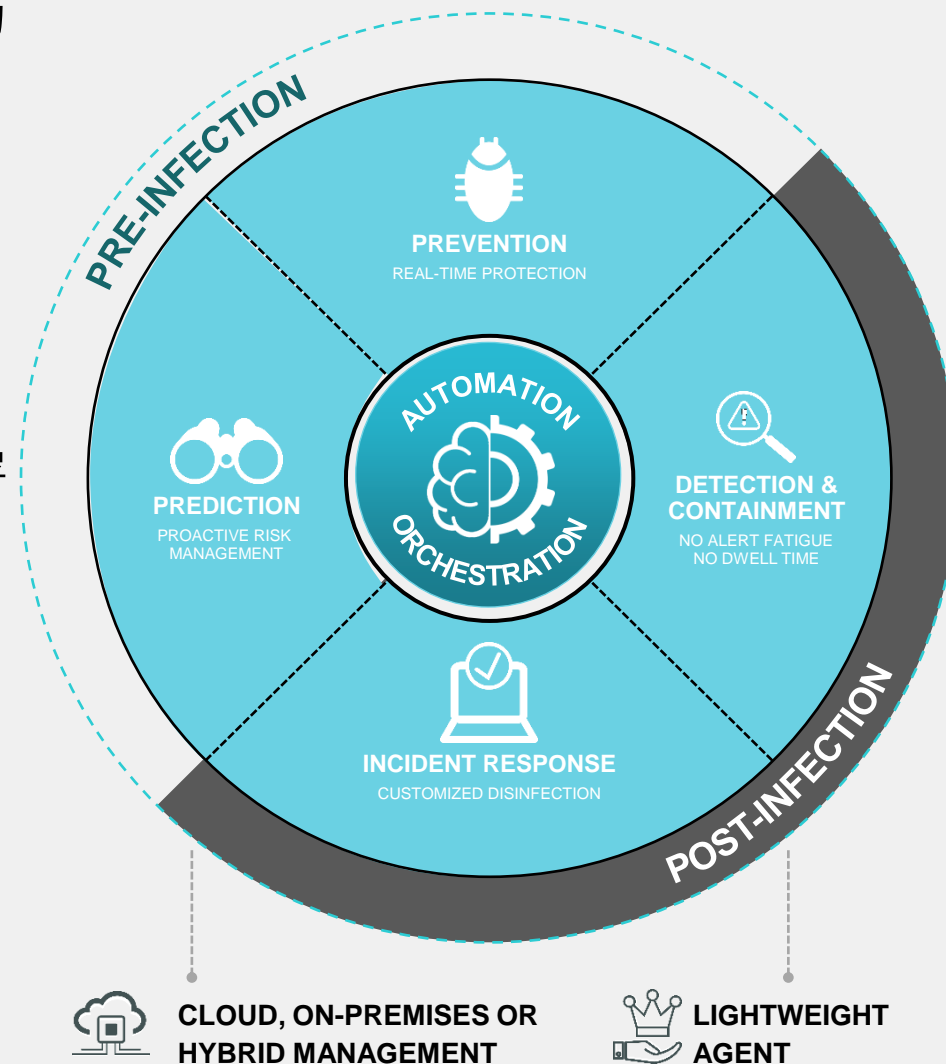 PRE-INFECTION
PREVENTION
REAL-TIME PROTECTION
AUTOMATION
ORCHESTRATION
PREDICTION
PROACTIVE RISK
MANAGEMENT
DETECTION &
CONTAINMENT
NO ALERT FATIGUE
NO DWELL TIME
INCIDENT RESPONSE
CUSTOMIZED DISINFECTION
POST-INFECTION
CLOUD, ON-PREMISES OR
HYBRID MANAGEMENT
LIGHTWEIGHT
AGENT